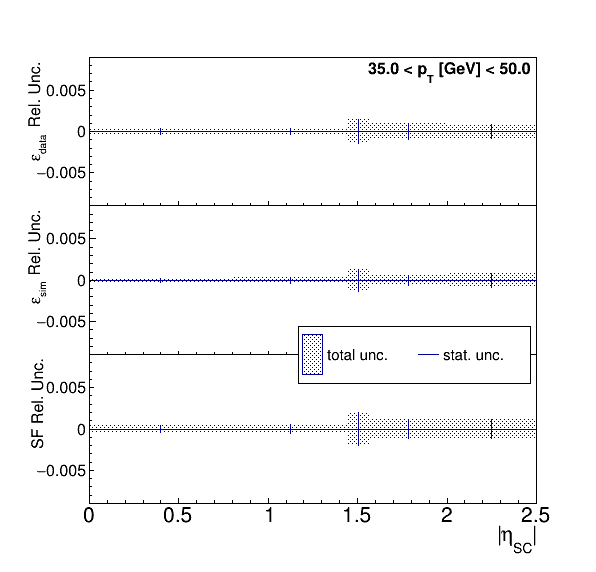 35.0 < p_T [GeV] < 50.0
ε_data Rel. Unc.
0.005
0
−0.005
ε_sim Rel. Unc.
0.005
0
−0.005
total unc.
stat. unc.
SF Rel. Unc.
0.005
0
−0.005
0 0.5 1 1.5 2 2.5
|η_SC|